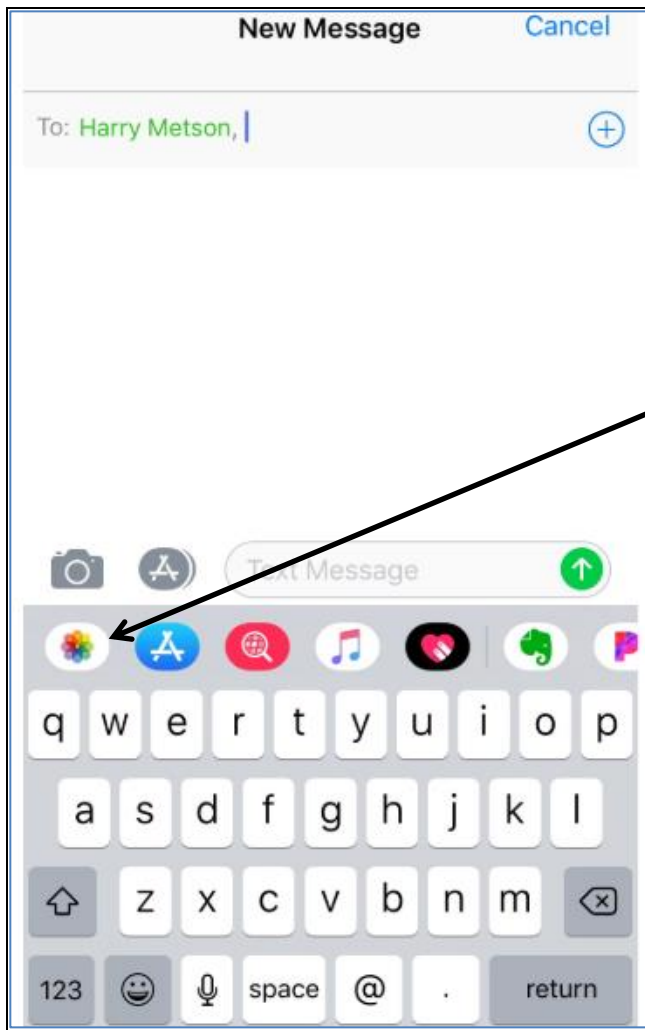 New Message Cancel
To: Harry Metson,
Text Message
q w e r t y u i o p
a s d f g h j k l
z x c v b n m
123 space @ . return